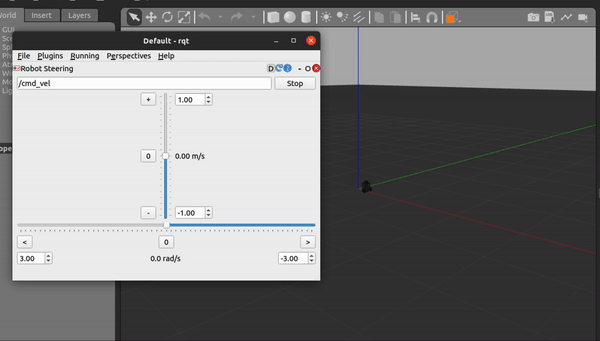 World Insert Layers
GUI
Default - rqt
File Plugins Running Perspectives Help
Robot Steering
D
- O
/cmd_vel
Stop
+
1.00
0
0.00 m/s
-
-1.00
<
0
>
3.00
0.0 rad/s
-3.00